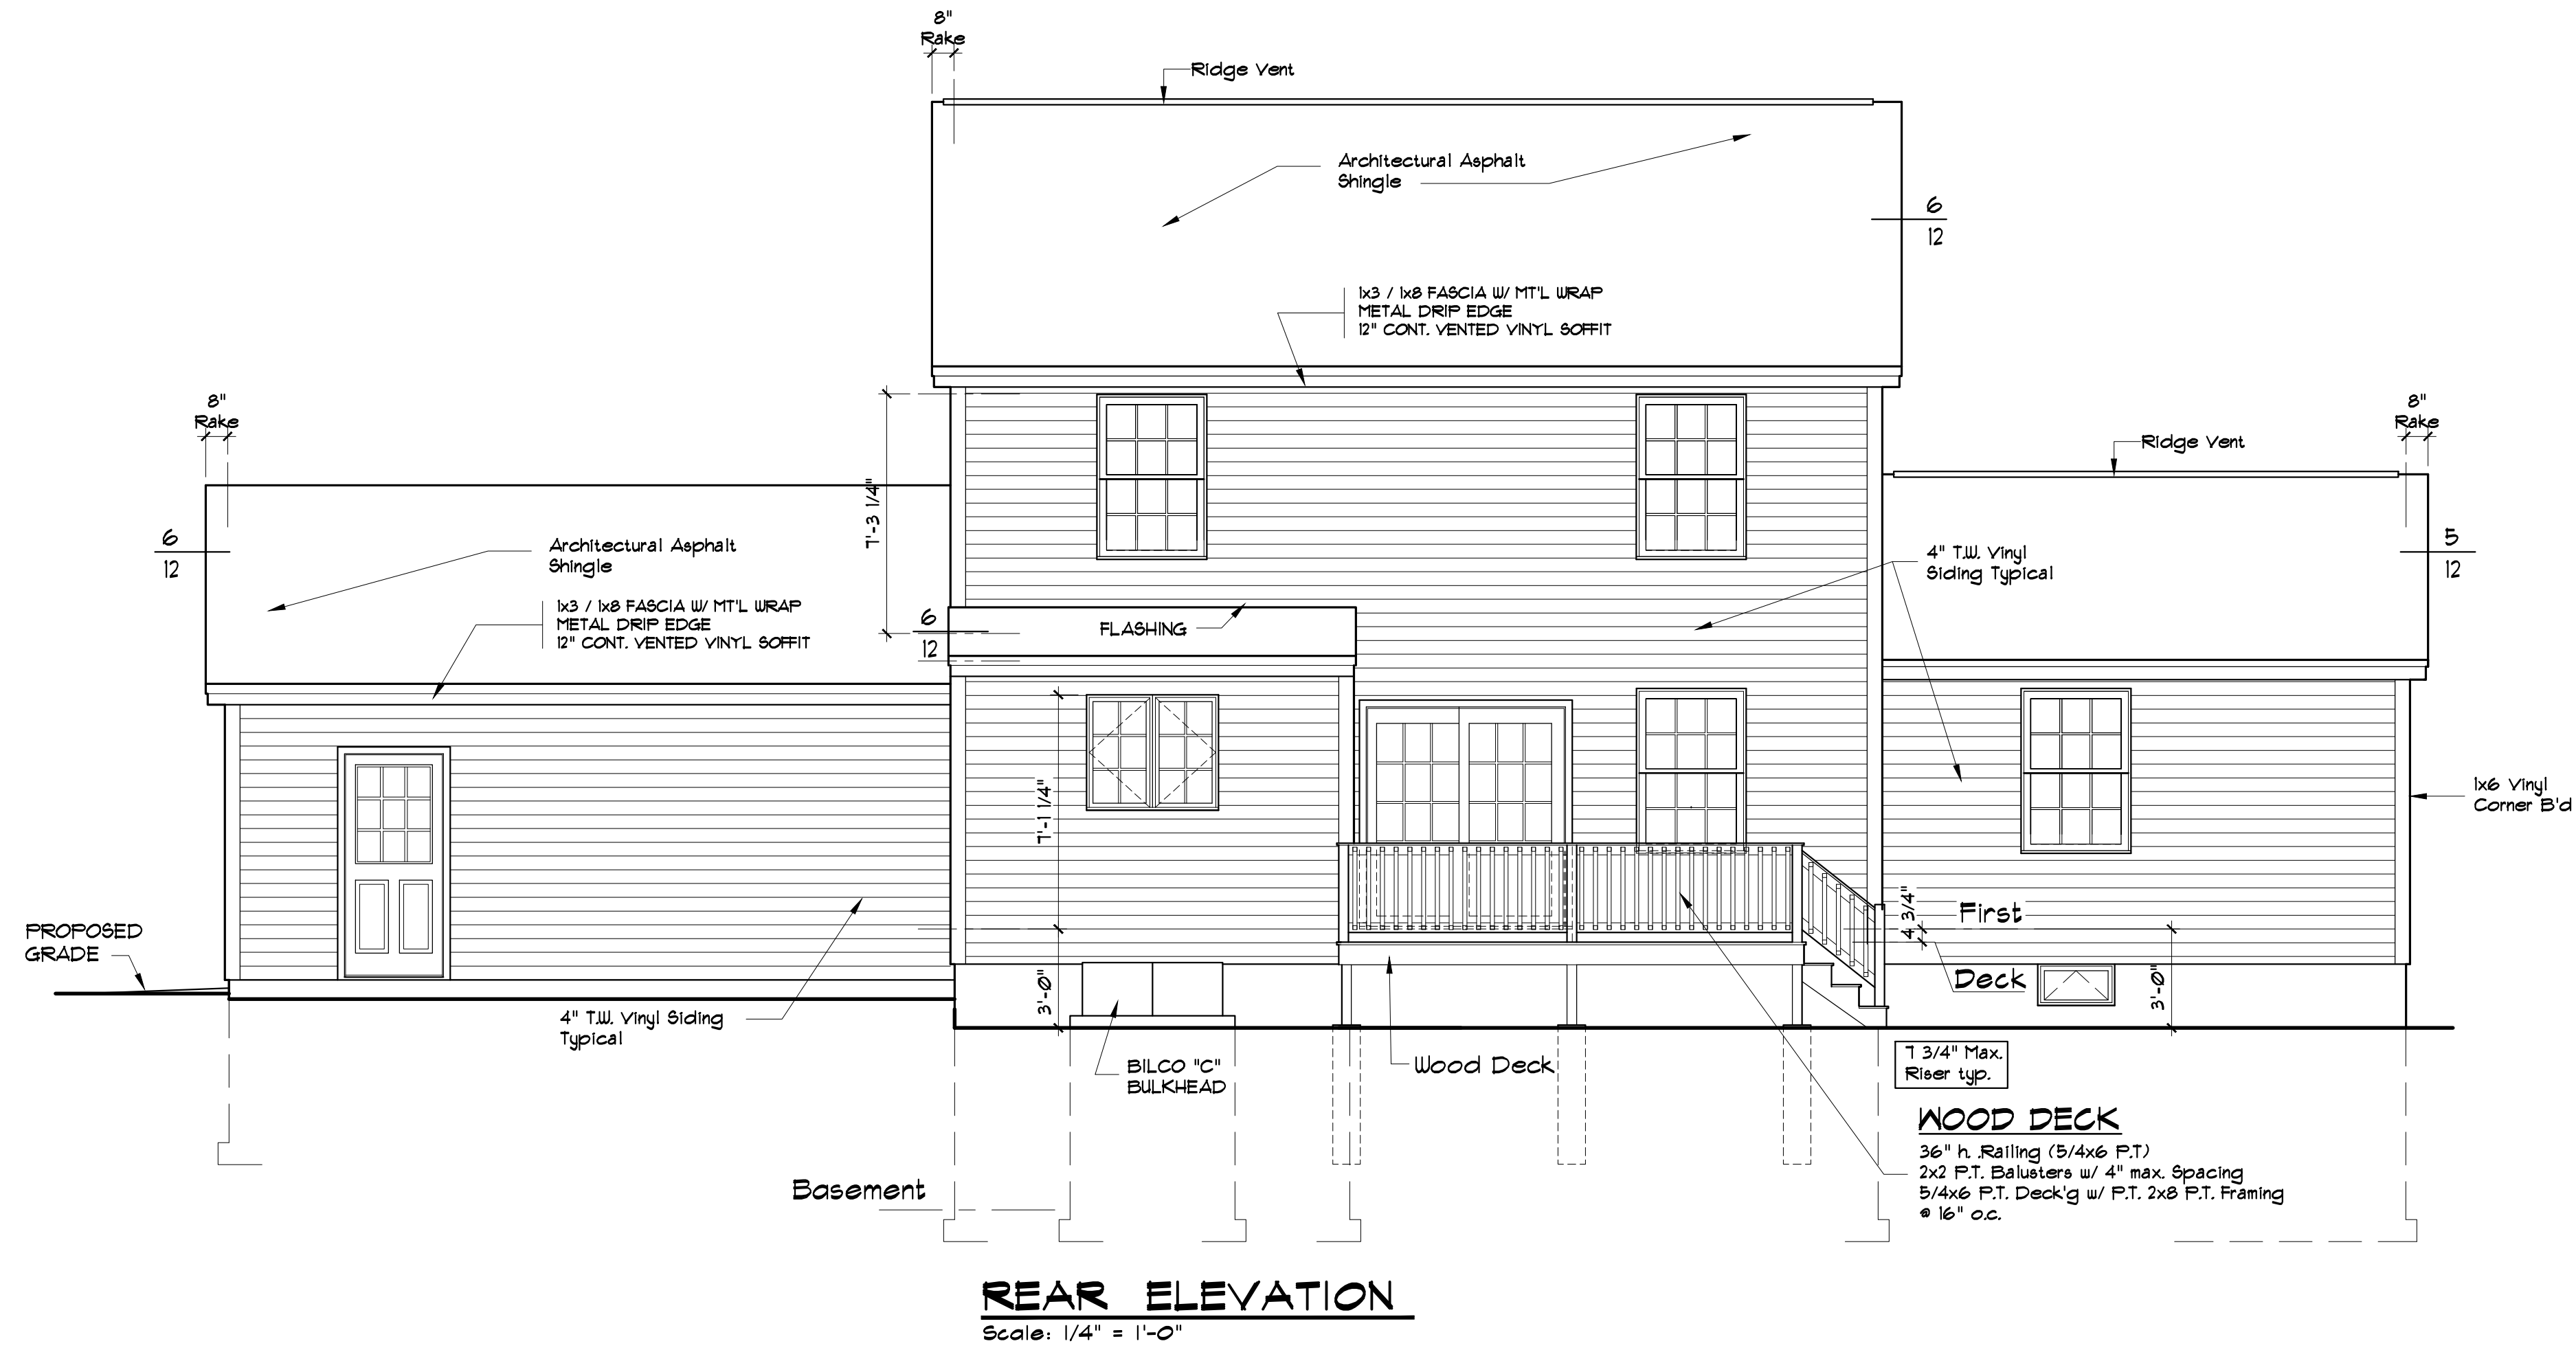 8"
Rake
Ridge Vent
Architectural Asphalt
Shingle
6
12
1x3 / 1x8 FASCIA W/ MT'L WRAP
METAL DRIP EDGE
12" CONT. VENTED VINYL SOFFIT
8"
Rake
8"
Rake
Ridge Vent
7'-3 1/4"
6
12
Architectural Asphalt
Shingle
5
12
4" T.W. Vinyl
Siding Typical
1x3 / 1x8 FASCIA W/ MT'L WRAP
METAL DRIP EDGE
12" CONT. VENTED VINYL SOFFIT
6
12
FLASHING
7'-1 1/4"
1x6 Vinyl
Corner B'd
PROPOSED
GRADE
4 3/4"
First
Deck
3'-0"
3'-0"
4" T.W. Vinyl Siding
Typical
BILCO "C"
BULKHEAD
Wood Deck
7 3/4" Max.
Riser typ.
WOOD DECK
36" h. .Railing (5/4x6 P.T)
2x2 P.T. Balusters w/ 4" max. Spacing
5/4x6 P.T. Deck'g w/ P.T. 2x8 P.T. Framing
@ 16" o.c.
Basement
REAR ELEVATION
Scale: 1/4" = 1'-0"